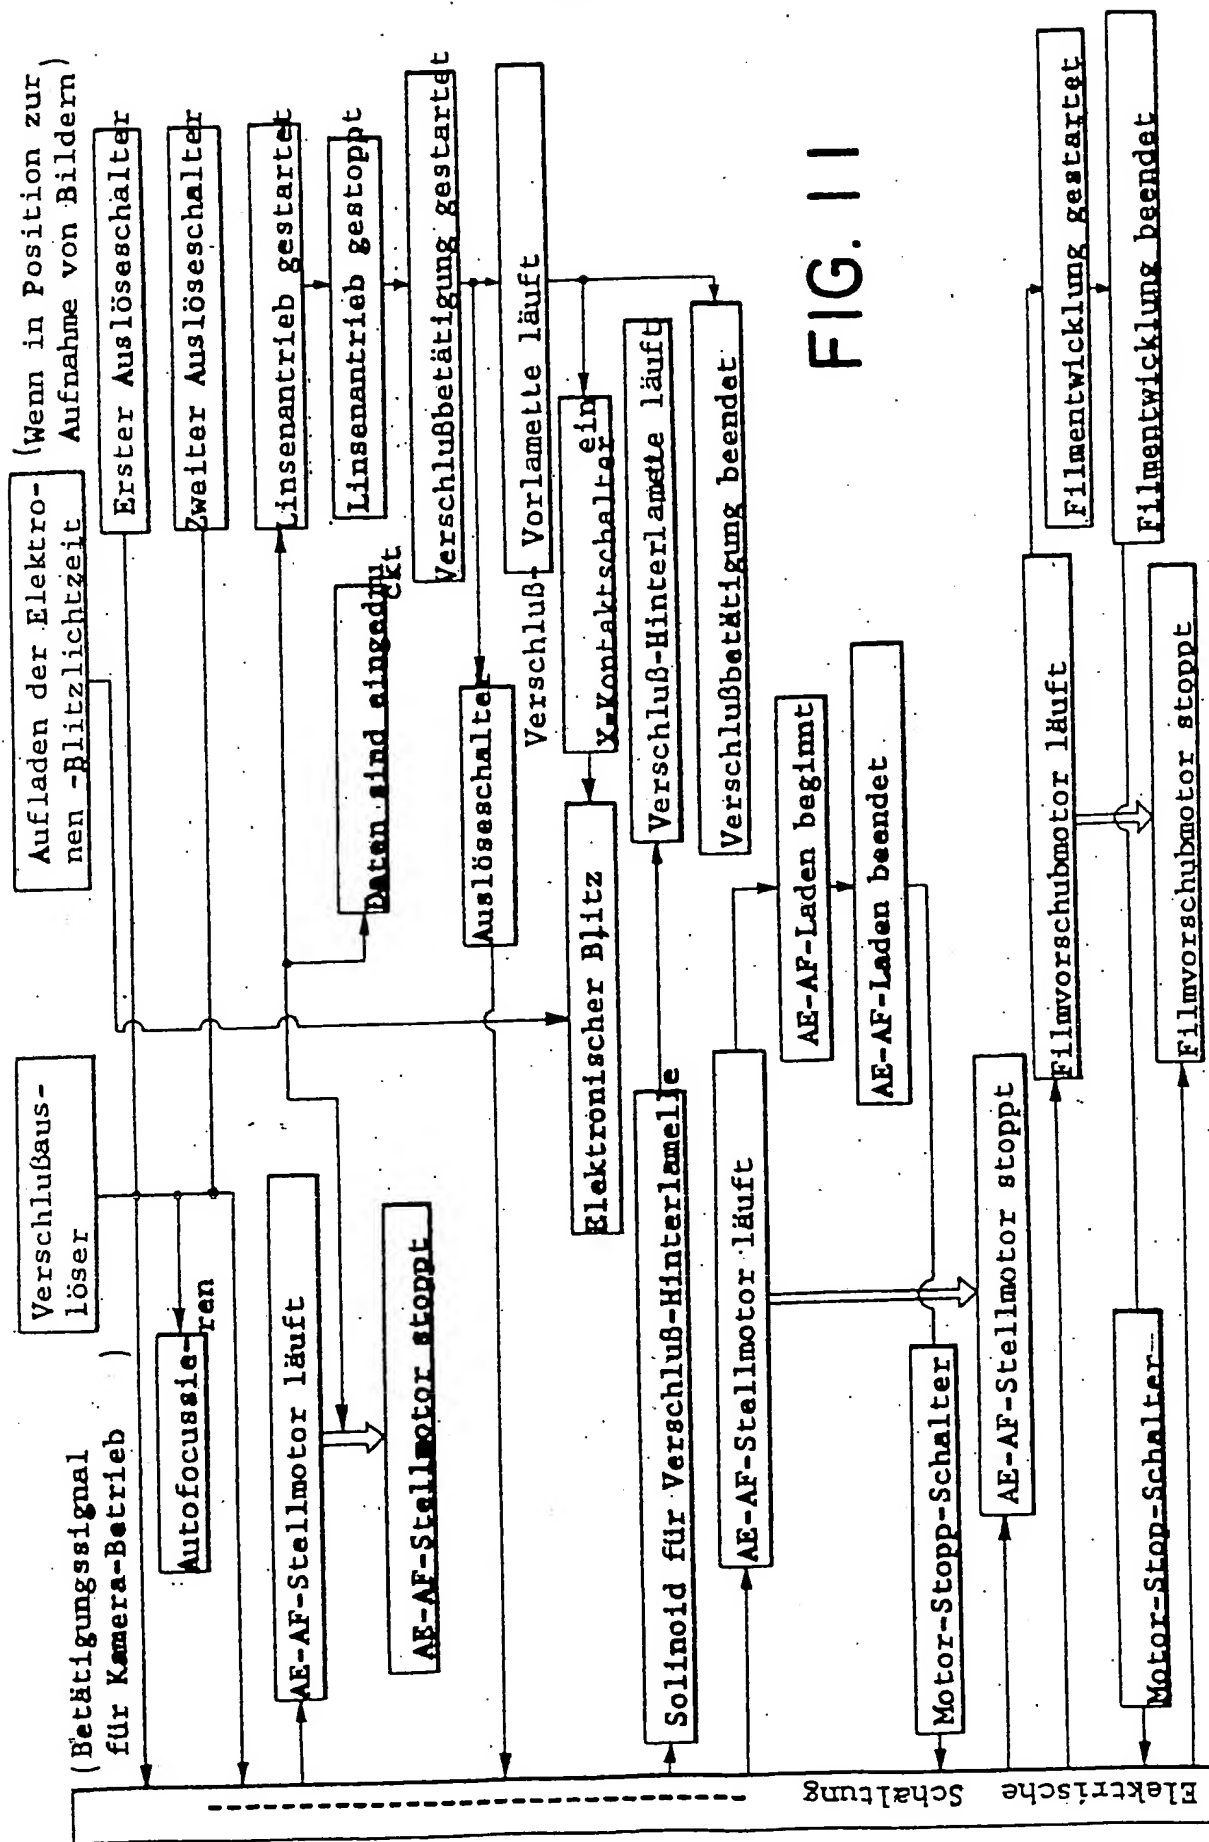 (Betätigungssignal
für Kamera-Betrieb)
Verschlußaus-
löser
Aufladen der Elektro-
nen -Blitzlichtzeit
(Wenn in Position zur
Aufnahme von Bildern)
Erster Auslöseschalter
Zweiter Auslöseschalter
Autofocussie-
ren
AE-AF-Stellmotor läuft
Linsenantrieb gestartet
Daten sind eingedru
ckt
Linsenantrieb gestoppt
AE-AF-Stellmotor stoppt
Verschlußbetätigung gestartet
Auslöseschalter
Verschluß- Vorlamette läuft
Elektronischer Blitz
ein
X-Kontaktschalter
Solinoid für Verschluß-Hinterlamelle
Verschluß-Hinterlamette läuft
Verschlußbetätigung beendet
AE-AF-Stellmotor läuft
AE-AF-Laden beginnt
AE-AF-Laden beendet
Motor-Stopp-Schalter
AE-AF-Stellmotor stoppt
Filmvorschubmotor läuft
Filmentwicklung gestartet
Filmentwicklung beendet
Motor-Stop-Schalter
Filmvorschubmotor stoppt
Elektrische Schaltung
FIG. 11